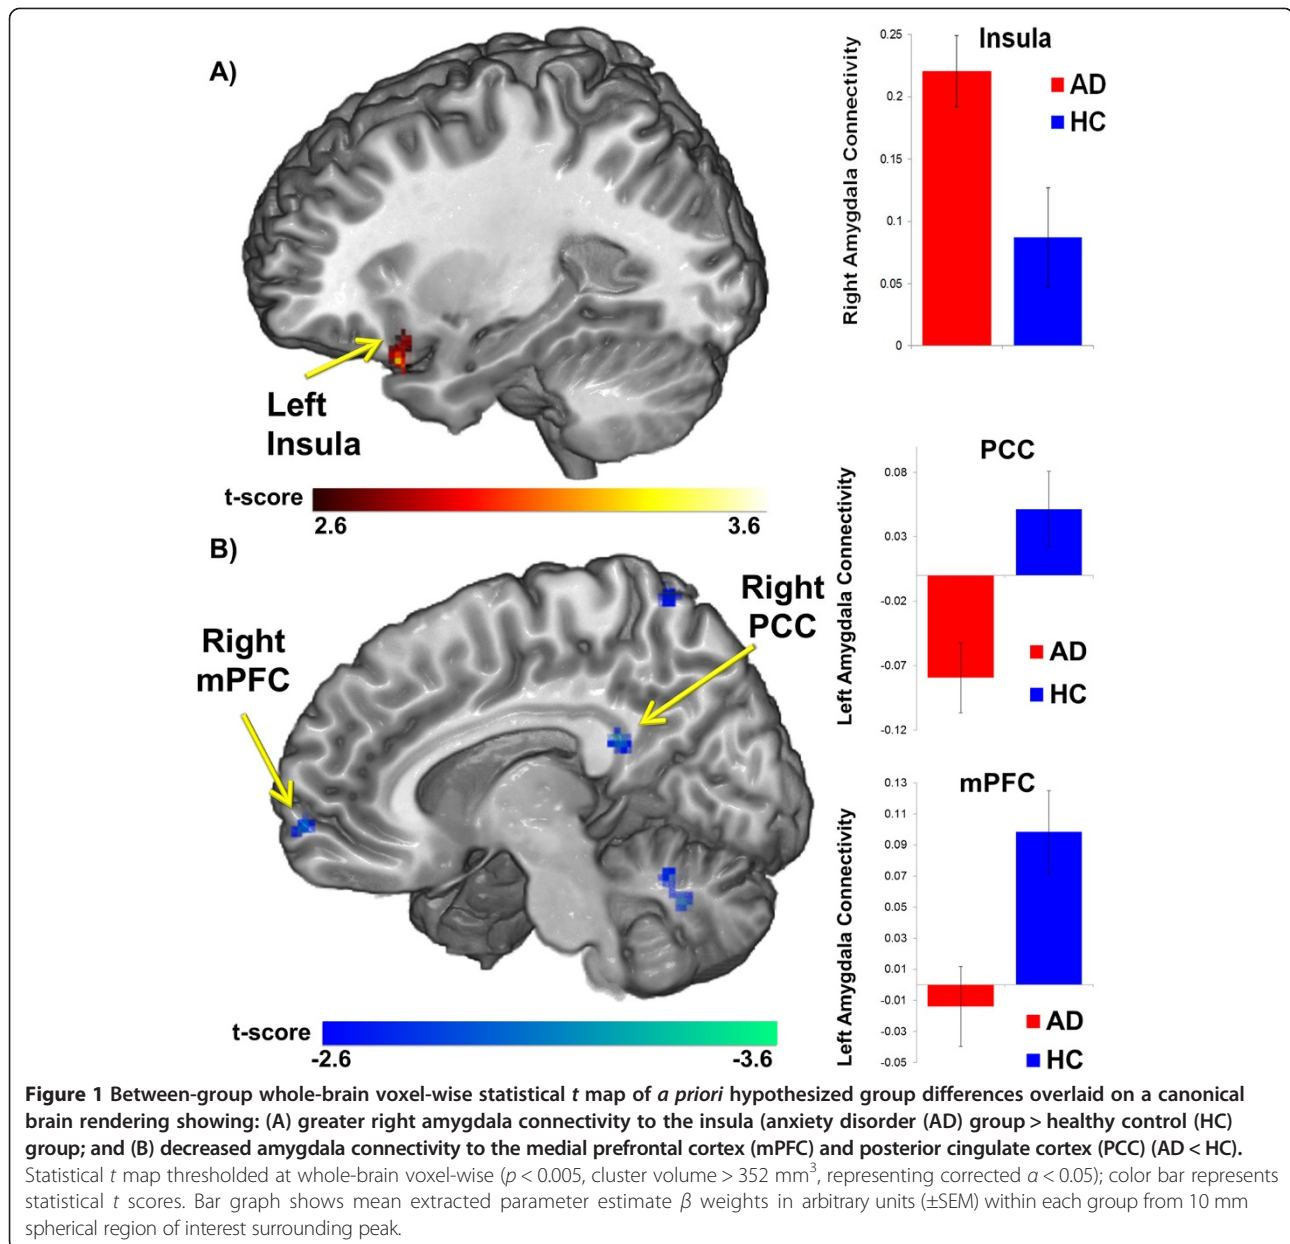 A)
Left
Insula
t-score
2.6
3.6
Insula
AD
HC
Right Amygdala Connectivity
0.25
0.2
0.15
0.1
0.05
0
B)
Right
mPFC
Right
PCC
t-score
-2.6
-3.6
PCC
Left Amygdala Connectivity
0.08
0.03
-0.02
-0.07
-0.12
AD
HC
mPFC
Left Amygdala Connectivity
0.13
0.11
0.09
0.07
0.05
0.03
0.01
-0.01
-0.03
-0.05
AD
HC
Figure 1 Between-group whole-brain voxel-wise statistical t map of a priori hypothesized group differences overlaid on a canonical
brain rendering showing: (A) greater right amygdala connectivity to the insula (anxiety disorder (AD) group > healthy control (HC)
group; and (B) decreased amygdala connectivity to the medial prefrontal cortex (mPFC) and posterior cingulate cortex (PCC) (AD < HC).
Statistical t map thresholded at whole-brain voxel-wise (p < 0.005, cluster volume > 352 mm³, representing corrected α < 0.05); color bar represents
statistical t scores. Bar graph shows mean extracted parameter estimate β weights in arbitrary units (±SEM) within each group from 10 mm
spherical region of interest surrounding peak.